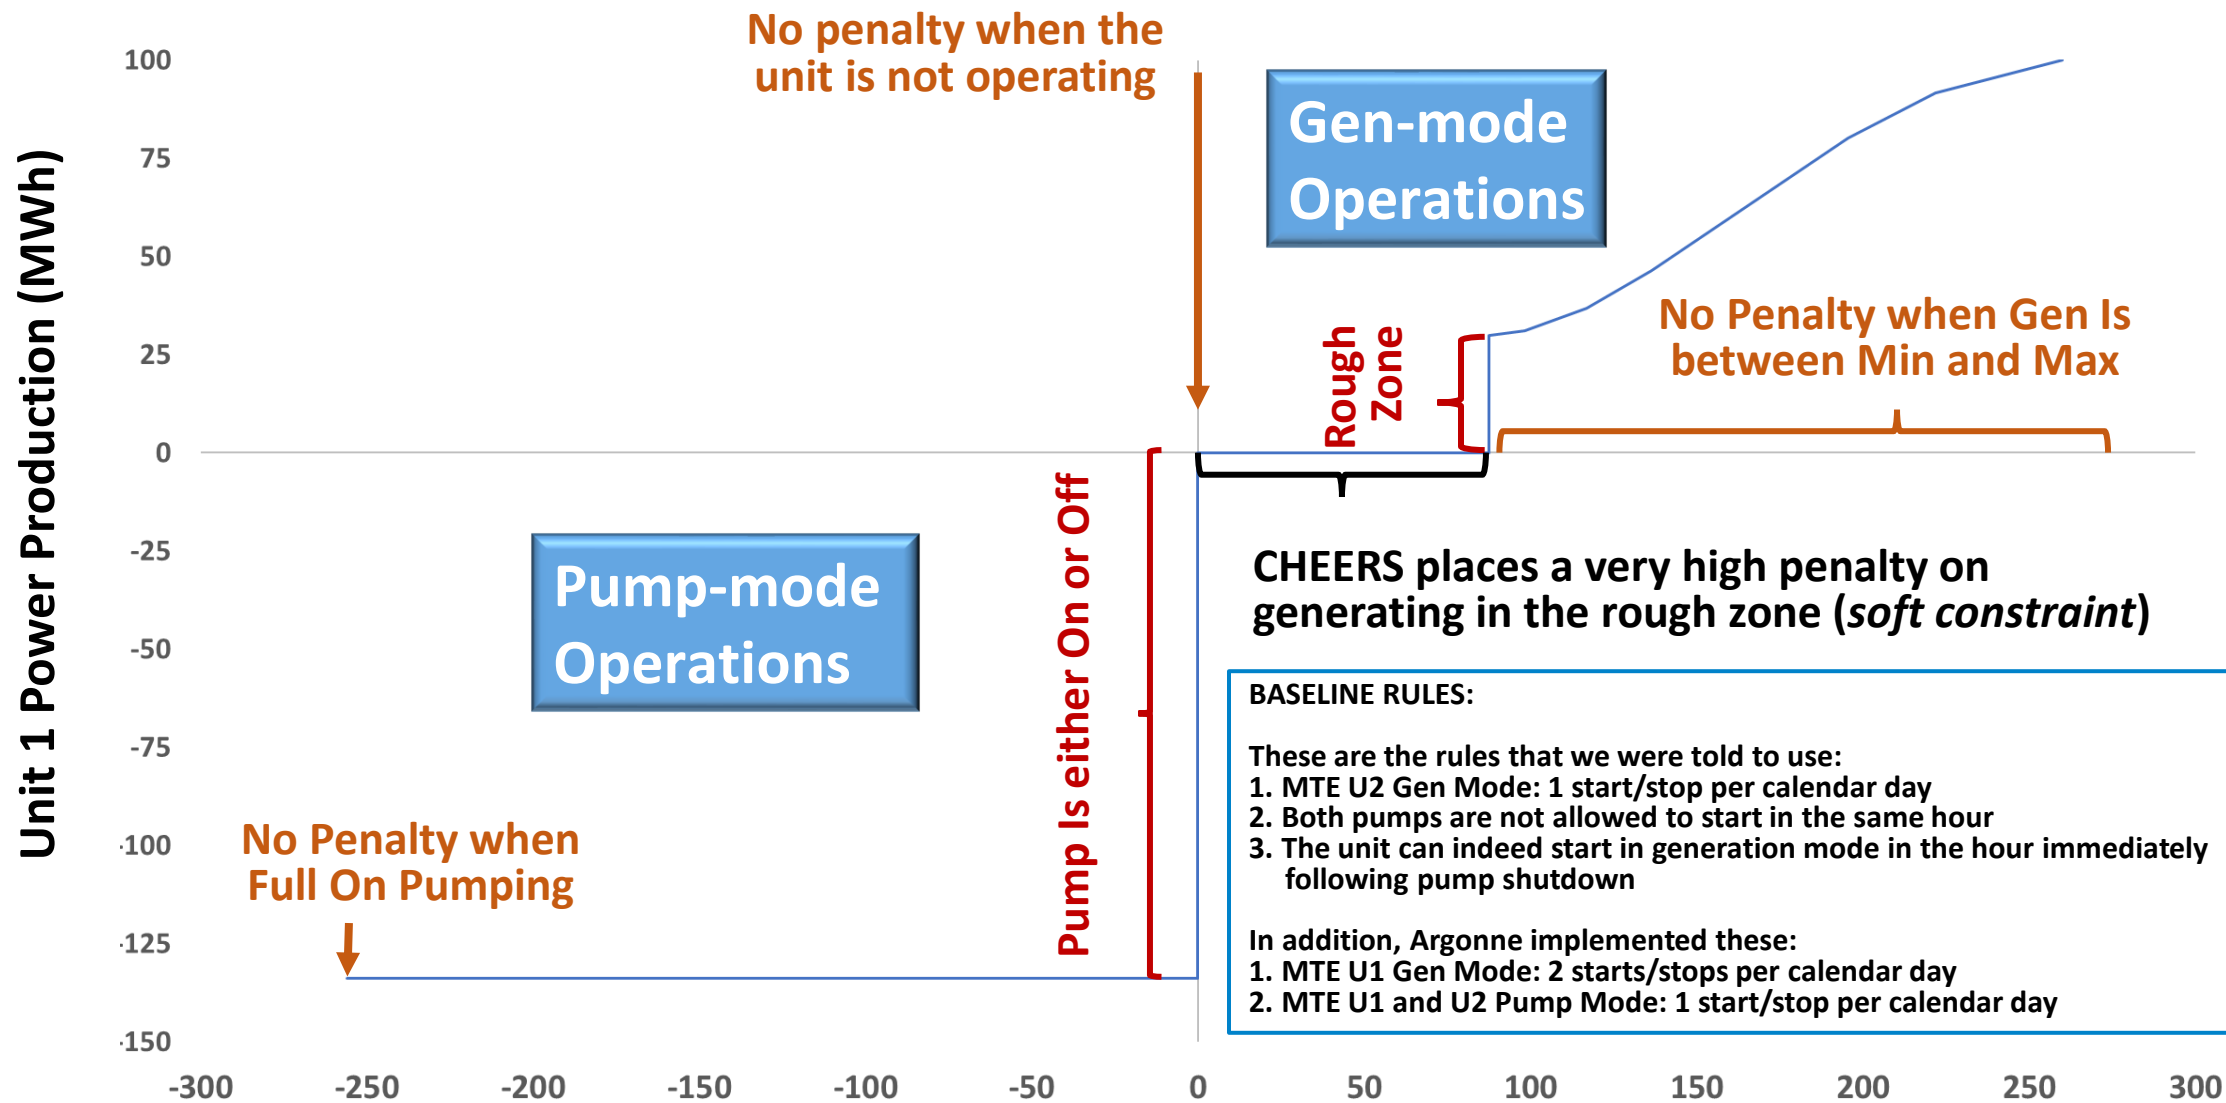 No penalty when the
unit is not operating
Gen-mode
Operations
Unit 1 Power Production (MWh)
100
75
50
25
0
-25
-50
-75
-100
-125
-150
Rough
Zone
No Penalty when Gen Is
between Min and Max
Pump-mode
Operations
Pump Is either On or Off
CHEERS places a very high penalty on
generating in the rough zone (soft constraint)
No Penalty when
Full On Pumping
BASELINE RULES:
These are the rules that we were told to use:
1. MTE U2 Gen Mode: 1 start/stop per calendar day
2. Both pumps are not allowed to start in the same hour
3. The unit can indeed start in generation mode in the hour immediately
following pump shutdown
In addition, Argonne implemented these:
1. MTE U1 Gen Mode: 2 starts/stops per calendar day
2. MTE U1 and U2 Pump Mode: 1 start/stop per calendar day
-300 -250 -200 -150 -100 -50 0 50 100 150 200 250 300